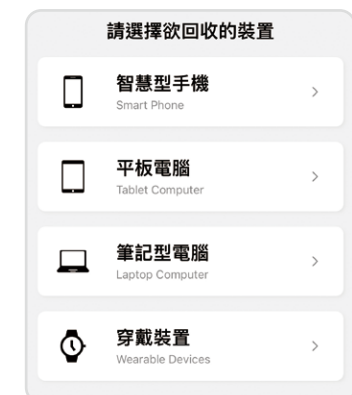 請選擇欲回收的裝置
智慧型手機
Smart Phone
平板電腦
Tablet Computer
筆記型電腦
Laptop Computer
穿戴裝置
Wearable Devices